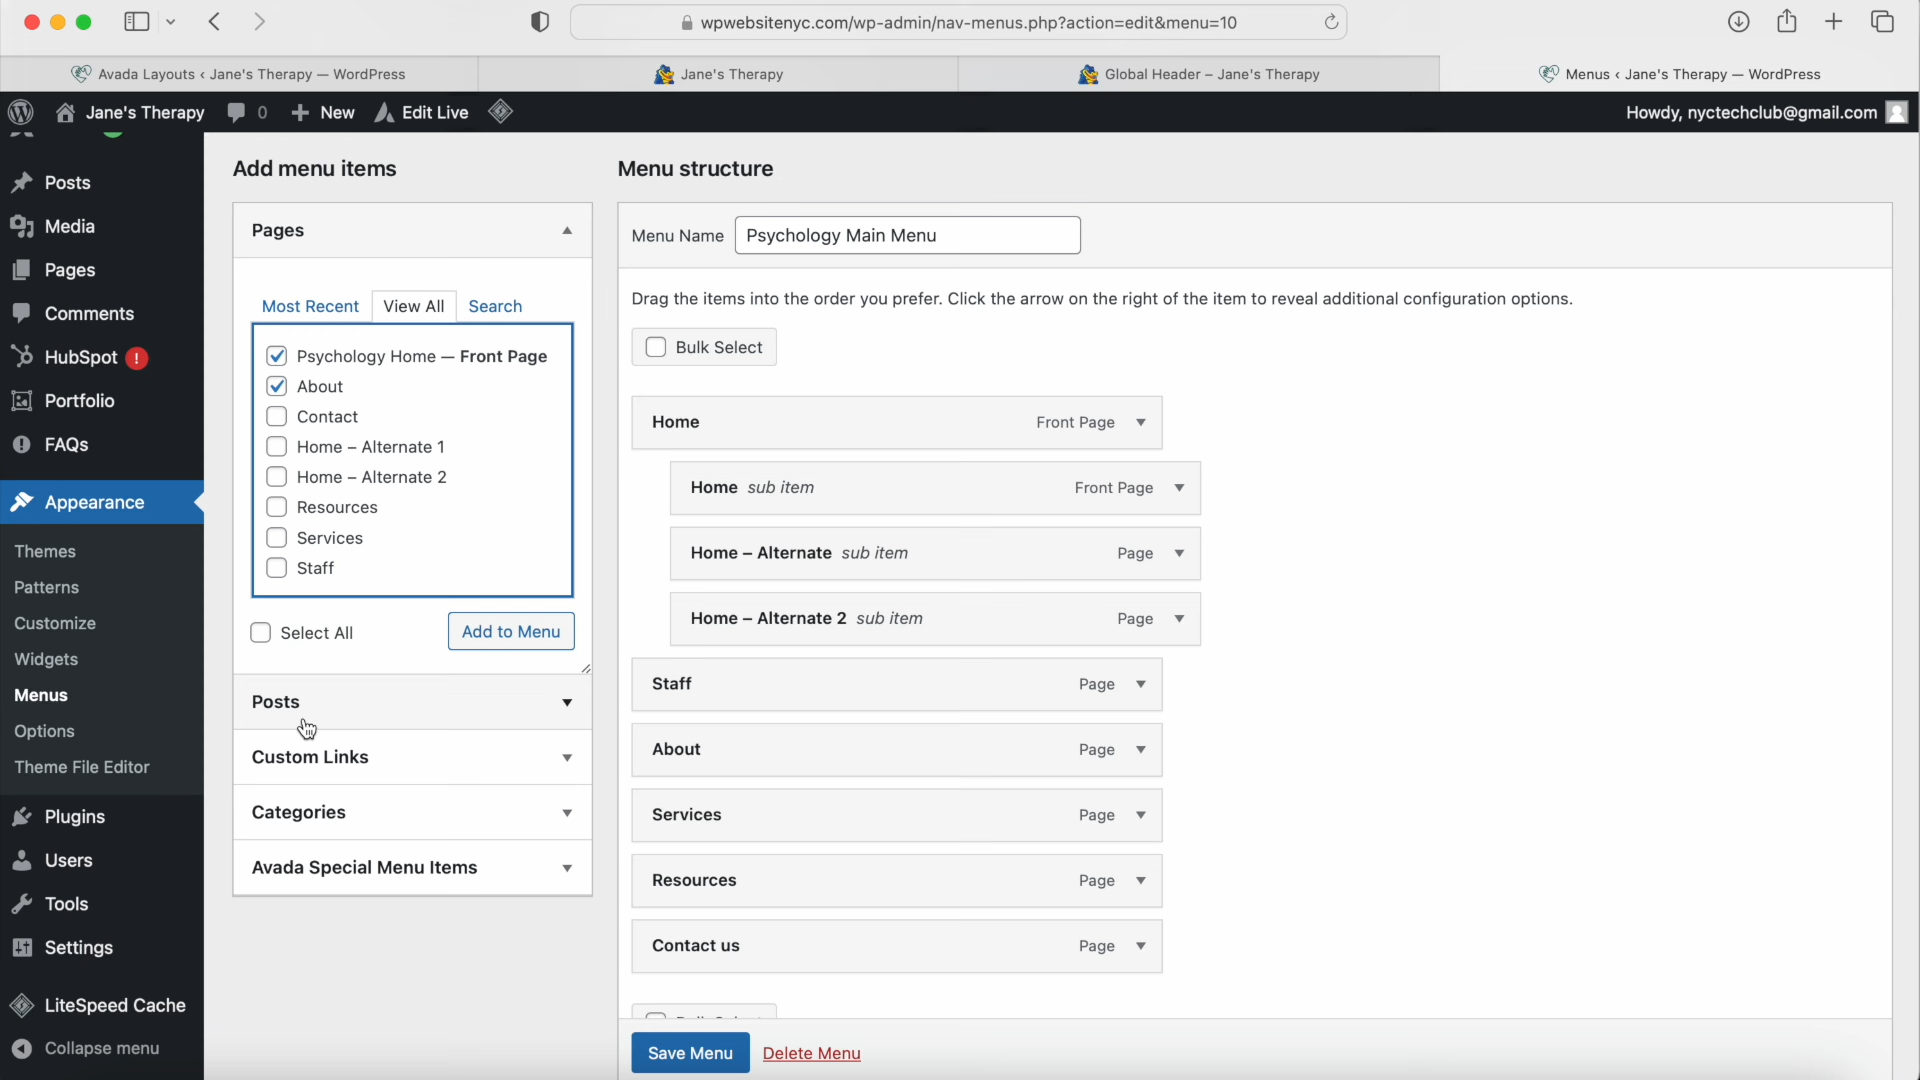 wpwebsitenyc.com/wp-admin/nav-menus.php?action=edit&menu=10
Avada Layouts ‹ Jane's Therapy — WordPress
Jane's Therapy
Global Header – Jane's Therapy
Menus ‹ Jane's Therapy — WordPress
Jane's Therapy
0
New
Edit Live
Howdy, nyctechclub@gmail.com
Posts
Media
Pages
Comments
HubSpot !
Portfolio
FAQs
Appearance
Themes
Patterns
Customize
Widgets
Menus
Options
Theme File Editor
Plugins
Users
Tools
Settings
LiteSpeed Cache
Collapse menu
Add menu items
Pages
Most Recent
View All
Search
Psychology Home — Front Page
About
Contact
Home – Alternate 1
Home – Alternate 2
Resources
Services
Staff
Select All
Add to Menu
Posts
Custom Links
Categories
Avada Special Menu Items
Menu structure
Menu Name
Psychology Main Menu
Drag the items into the order you prefer. Click the arrow on the right of the item to reveal additional configuration options.
Bulk Select
Home Front Page
Home sub item Front Page
Home – Alternate sub item Page
Home – Alternate 2 sub item Page
Staff Page
About Page
Services Page
Resources Page
Contact us Page
Save Menu
Delete Menu